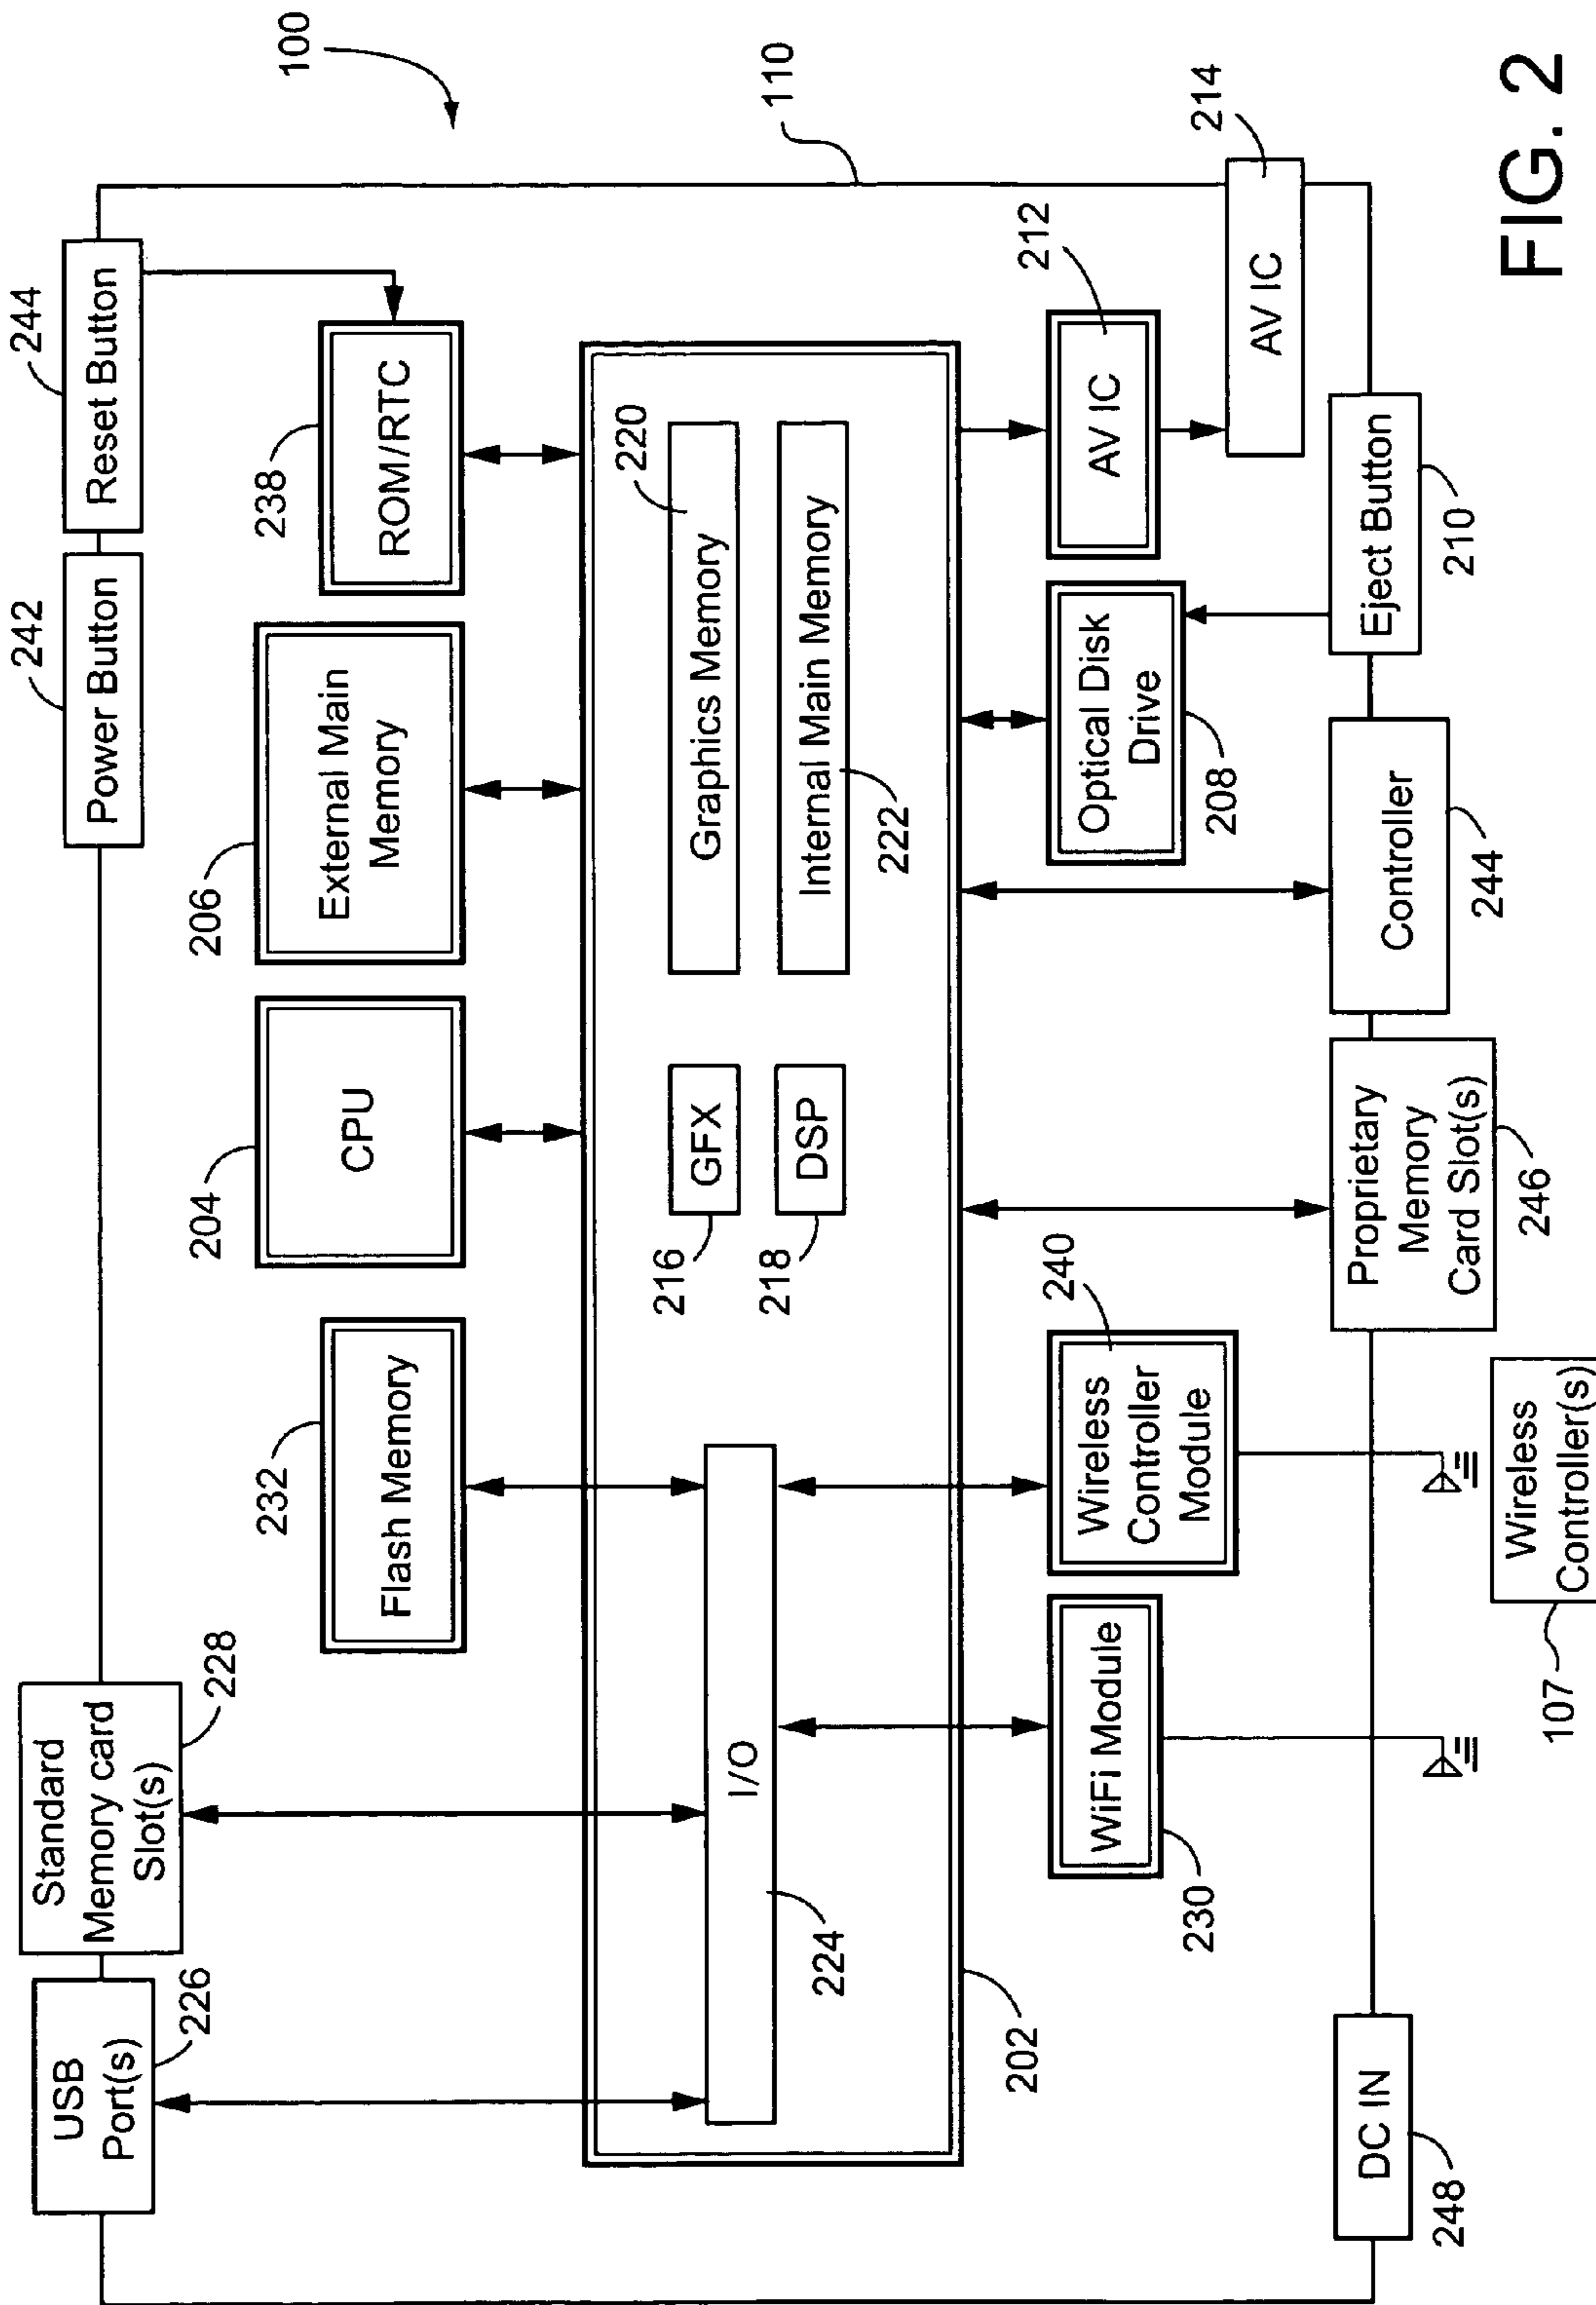 100
244
242
Reset Button
Power Button
110
238
ROM/RTC
206
External Main
Memory
204
CPU
232
Flash Memory
228
Standard
Memory card
Slot(s)
226
USB
Port(s)
220
Graphics Memory
Internal Main Memory
222
216
GFX
218
DSP
I/O
224
202
214
AV IC
212
AV IC
Optical Disk
Drive
208
Eject Button
210
Controller
244
Proprietary
Memory
Card Slot(s)
246
240
Wireless
Controller
Module
WiFi Module
230
Wireless
Controller(s)
107
DC IN
248
FIG. 2